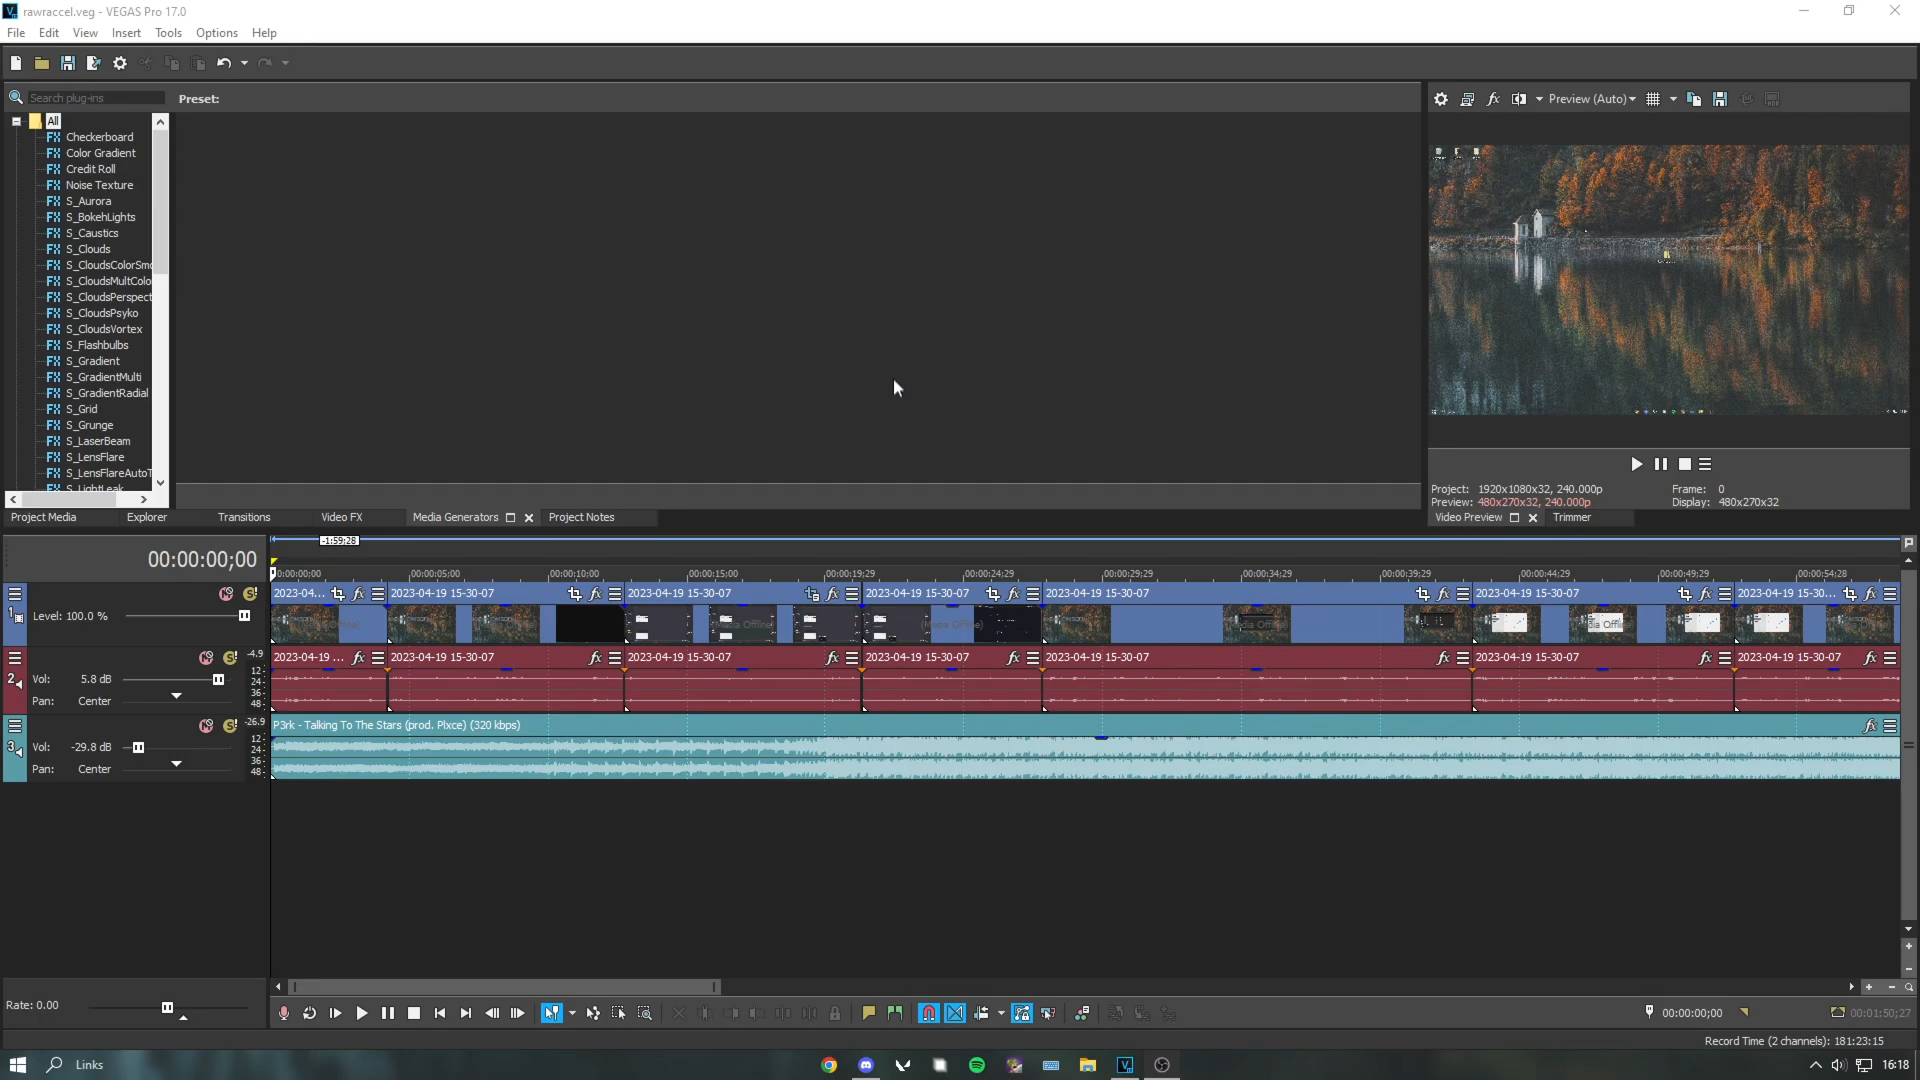 rawraccel.veg - VEGAS Pro 17.0
File Edit View Insert Tools Options Help
Search plug-ins
Preset:
Preview (Auto)
All
Checkerboard
Color Gradient
Credit Roll
Noise Texture
S_Aurora
S_BokehLights
S_Caustics
S_Clouds
S_CloudsColorSmo
S_CloudsMultColo
S_CloudsPerspect
S_CloudsPsyko
S_CloudsVortex
S_Flashbulbs
S_Gradient
S_GradientMulti
S_GradientRadial
S_Grid
S_Grunge
S_LaserBeam
S_LensFlare
S_LensFlareAutoT
S_LightLeak
Project: 1920x1080x32, 240.000p Frame: 0
Preview: 480x270x32, 240.000p Display: 480x270x32
Project Media Explorer Transitions Video FX Media Generators Project Notes
Video Preview Trimmer
-1:59;28
00:00:00;00
0:00:00;00 00:00:05;00 00:00:10;00 00:00:15;00 00:00:19;29 00:00:24;29 00:00:29;29 00:00:34;29 00:00:39;29 00:00:44;29 00:00:49;29 00:00:54;28
2023-04... 2023-04-19 15-30-07 2023-04-19 15-30-07 2023-04-19 15-30-07 2023-04-19 15-30-07 2023-04-19 15-30-07 2023-04-19 15-30...
1 Level: 100.0 %
(Media Offline) (Media Offline) (Media Offline)
2023-04-19 ... 2023-04-19 15-30-07 2023-04-19 15-30-07 2023-04-19 15-30-07 2023-04-19 15-30-07 2023-04-19 15-30-07 2023-04-19 15-30-07
-4.9
12
24
36
48
2 Vol: 5.8 dB
Pan: Center
P3rk - Talking To The Stars (prod. Plxce) (320 kbps)
-26.9
12
24
36
48
3 Vol: -29.8 dB
Pan: Center
Rate: 0.00
00:00:00;00 00:01:50;27
Record Time (2 channels): 181:23:15
Links
16:18